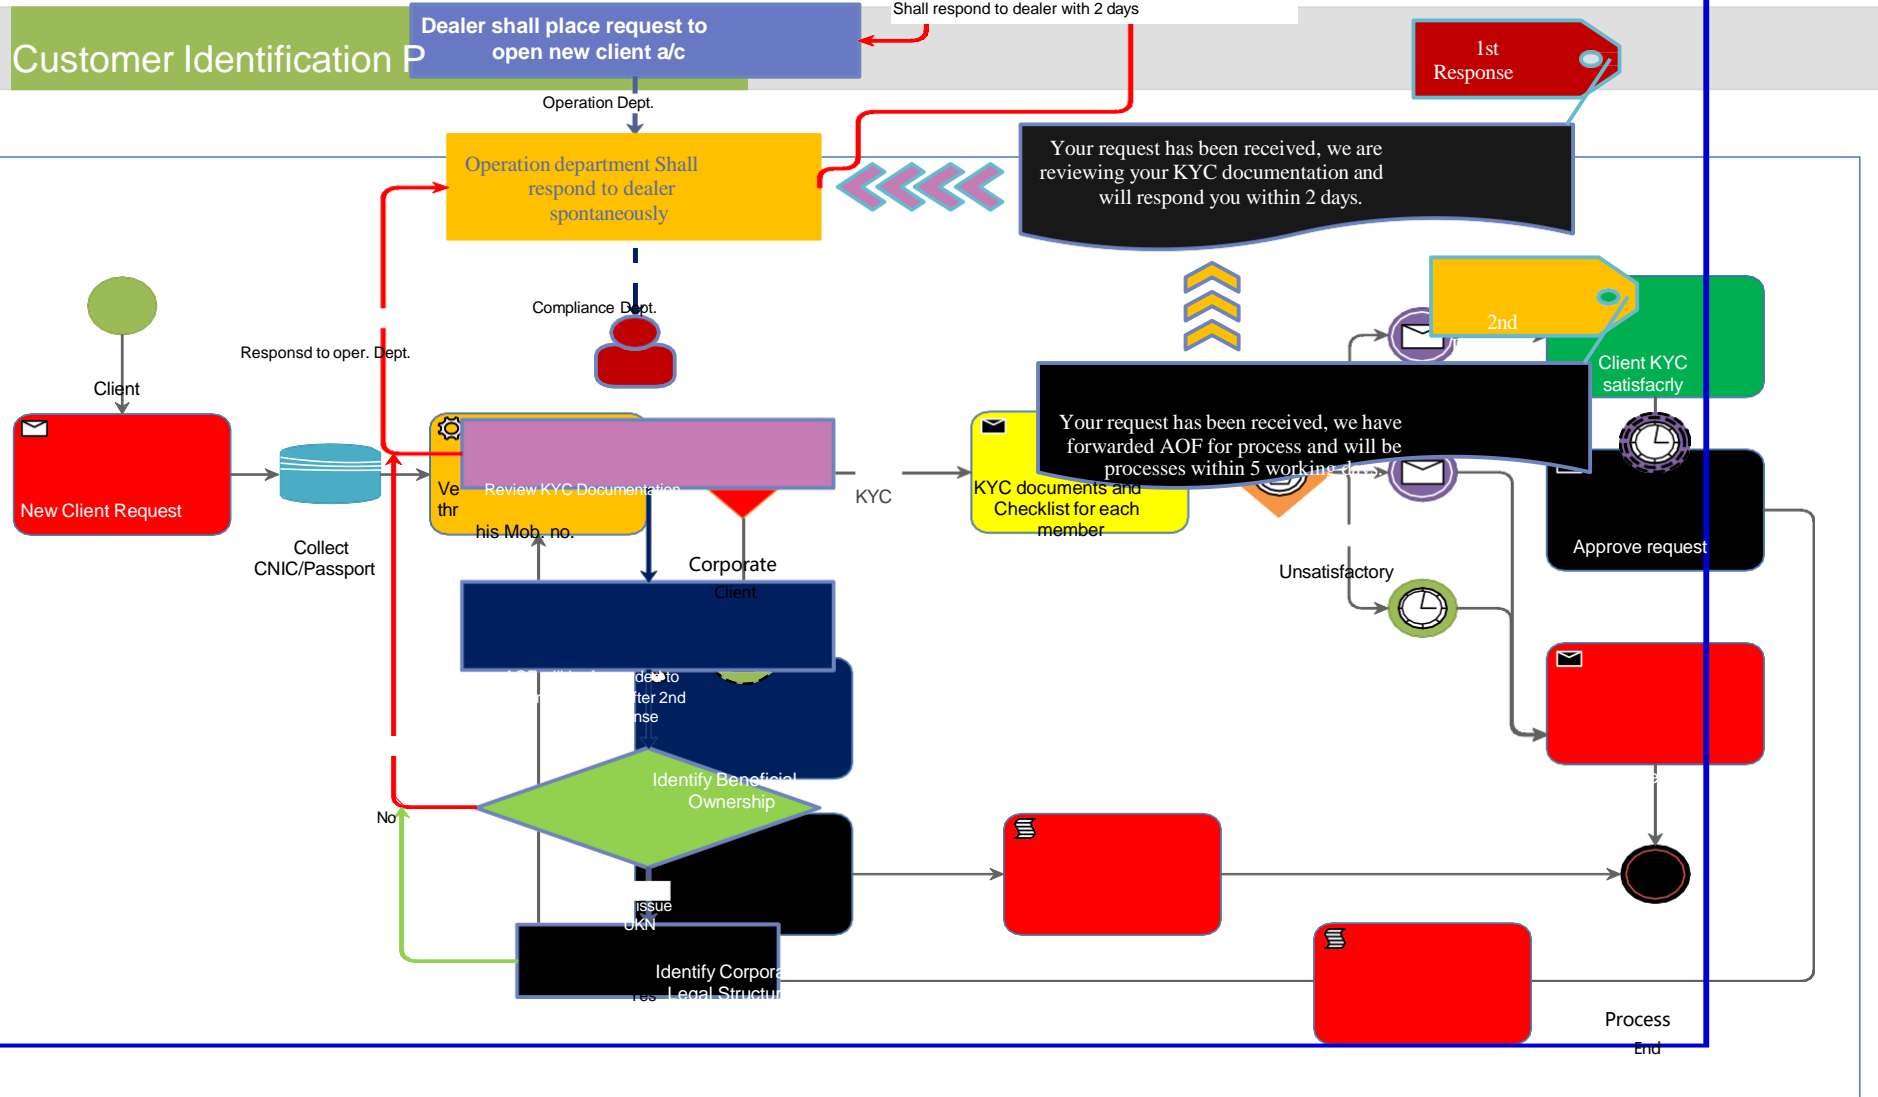 Shall respond to dealer with 2 days
Dealer shall place request to
open new client a/c
Customer Identification P
1st
Response
Operation Dept.
Operation department Shall
respond to dealer
spontaneously
Your request has been received, we are
reviewing your KYC documentation and
will respond you within 2 days.
Compliance Dept.
2nd
Responsd to oper. Dept.
Client KYC
satisfacrly
Client
Your request has been received, we have
forwarded AOF for process and will be
processes within 5 working days.
Review KYC Documentation
Ve
thr
his Mob. no.
KYC
KYC documents and
Checklist for each
member
New Client Request
Collect
CNIC/Passport
Corporate
Client
Unsatisfactory
Approve request
ded to
fter 2nd
nse
Identify Beneficial
Ownership
No
issue
UKN
Identify Corpora
Legal Structur
Yes
Process
End